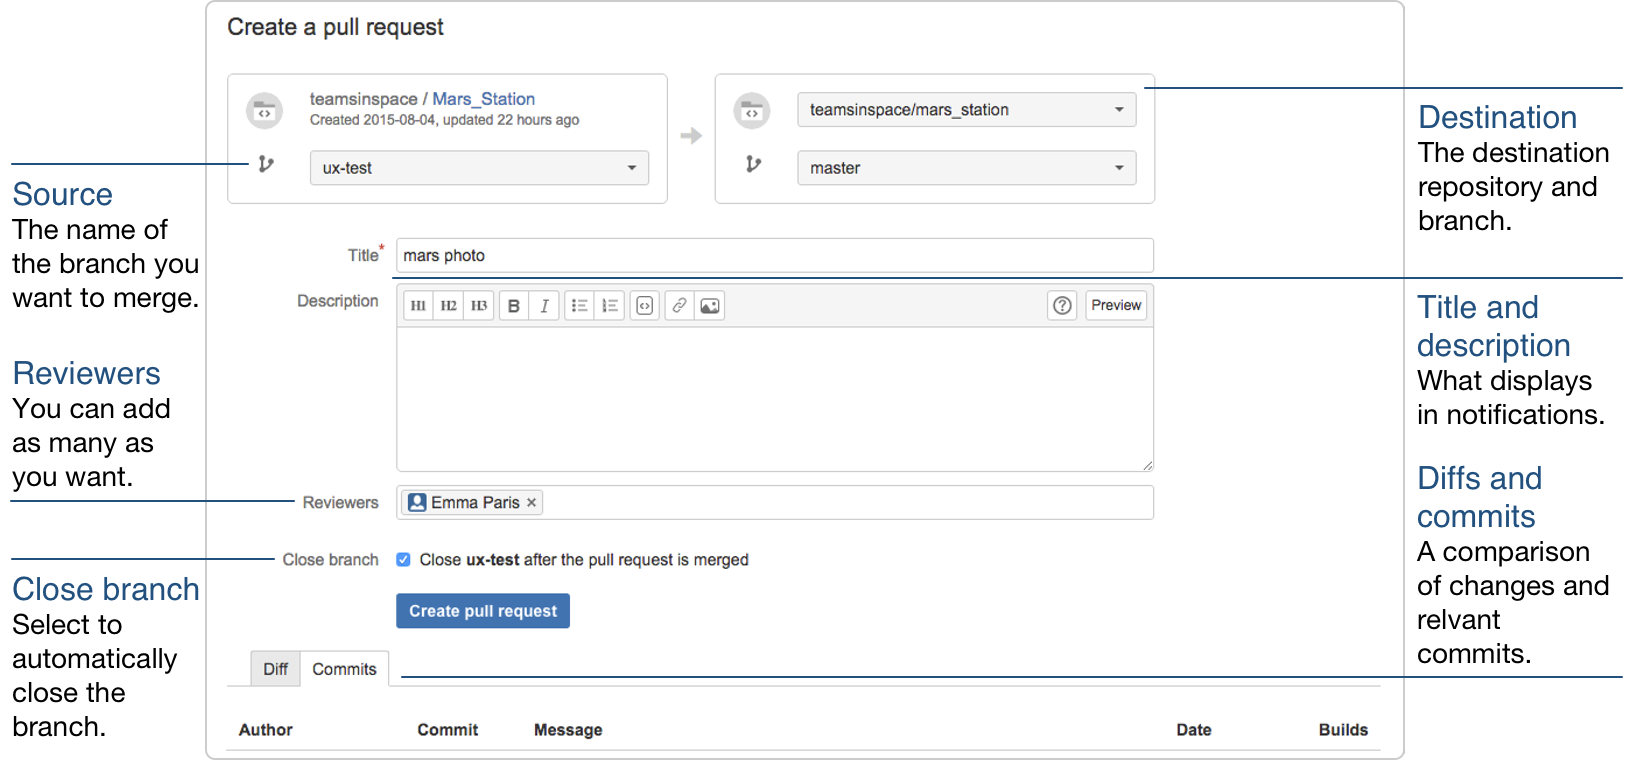 Create a pull request
teamsinspace / Mars_Station
Created 2015-08-04, updated 22 hours ago
ux-test
teamsinspace/mars_station
master
Source
The name of
the branch you
want to merge.
Destination
The destination
repository and
branch.
Title*
mars photo
Description
H1 H2 H3 B I
Preview
Title and
description
What displays
in notifications.
Reviewers
You can add
as many as
you want.
Reviewers
Emma Paris ×
Close branch
Close ux-test after the pull request is merged
Close branch
Select to
automatically
close the
branch.
Create pull request
Diffs and
commits
A comparison
of changes and
relvant
commits.
Diff Commits
Author Commit Message Date Builds